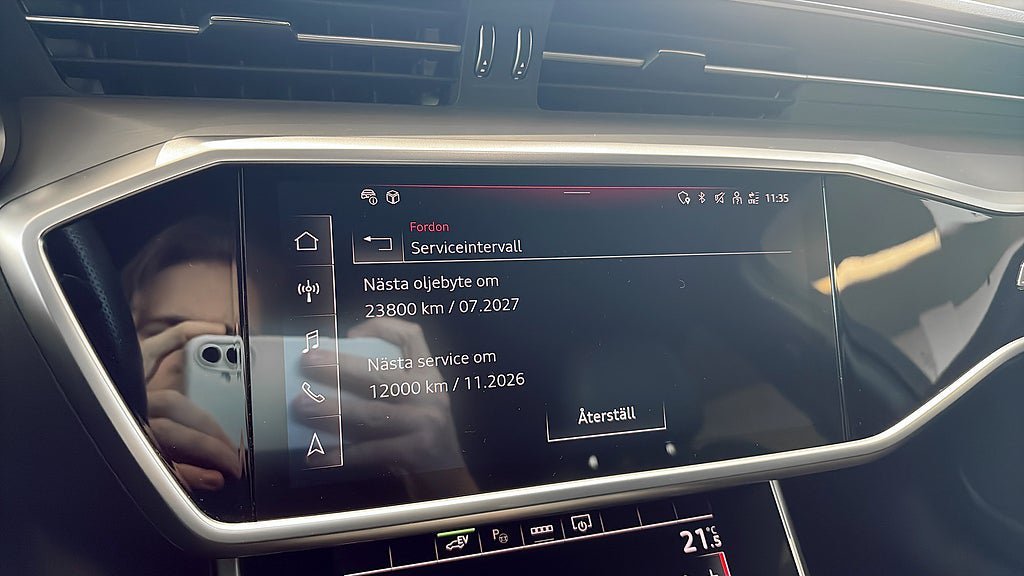 11:35
Fordon
Serviceintervall
Nästa oljebyte om
23800 km / 07.2027
Nästa service om
12000 km / 11.2026
Återställ
EV
P
21.5 °C